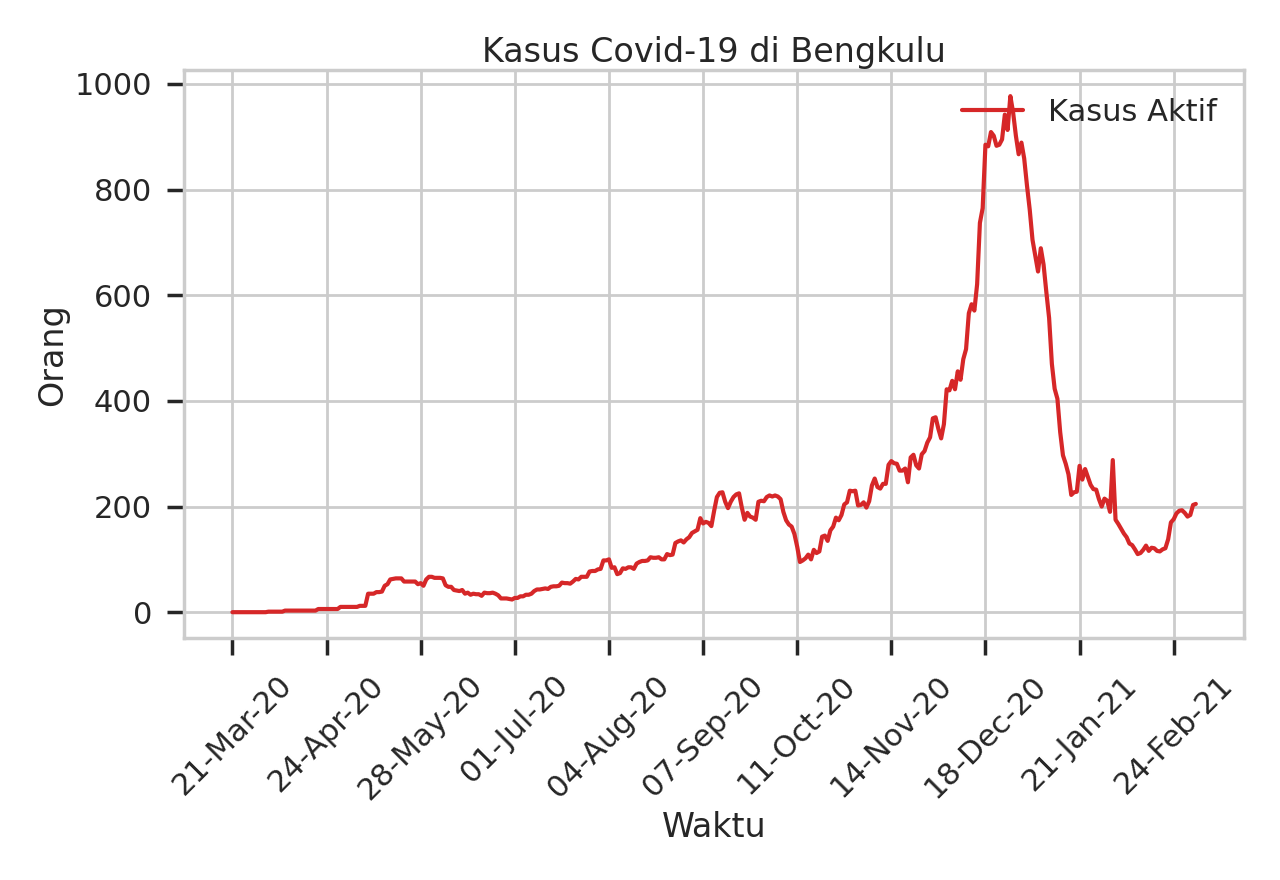 Kasus Covid-19 di Bengkulu
Kasus Aktif
1000
800
600
400
200
0
Orang
21-Mar-20
24-Apr-20
28-May-20
01-Jul-20
04-Aug-20
07-Sep-20
11-Oct-20
14-Nov-20
18-Dec-20
21-Jan-21
24-Feb-21
Waktu